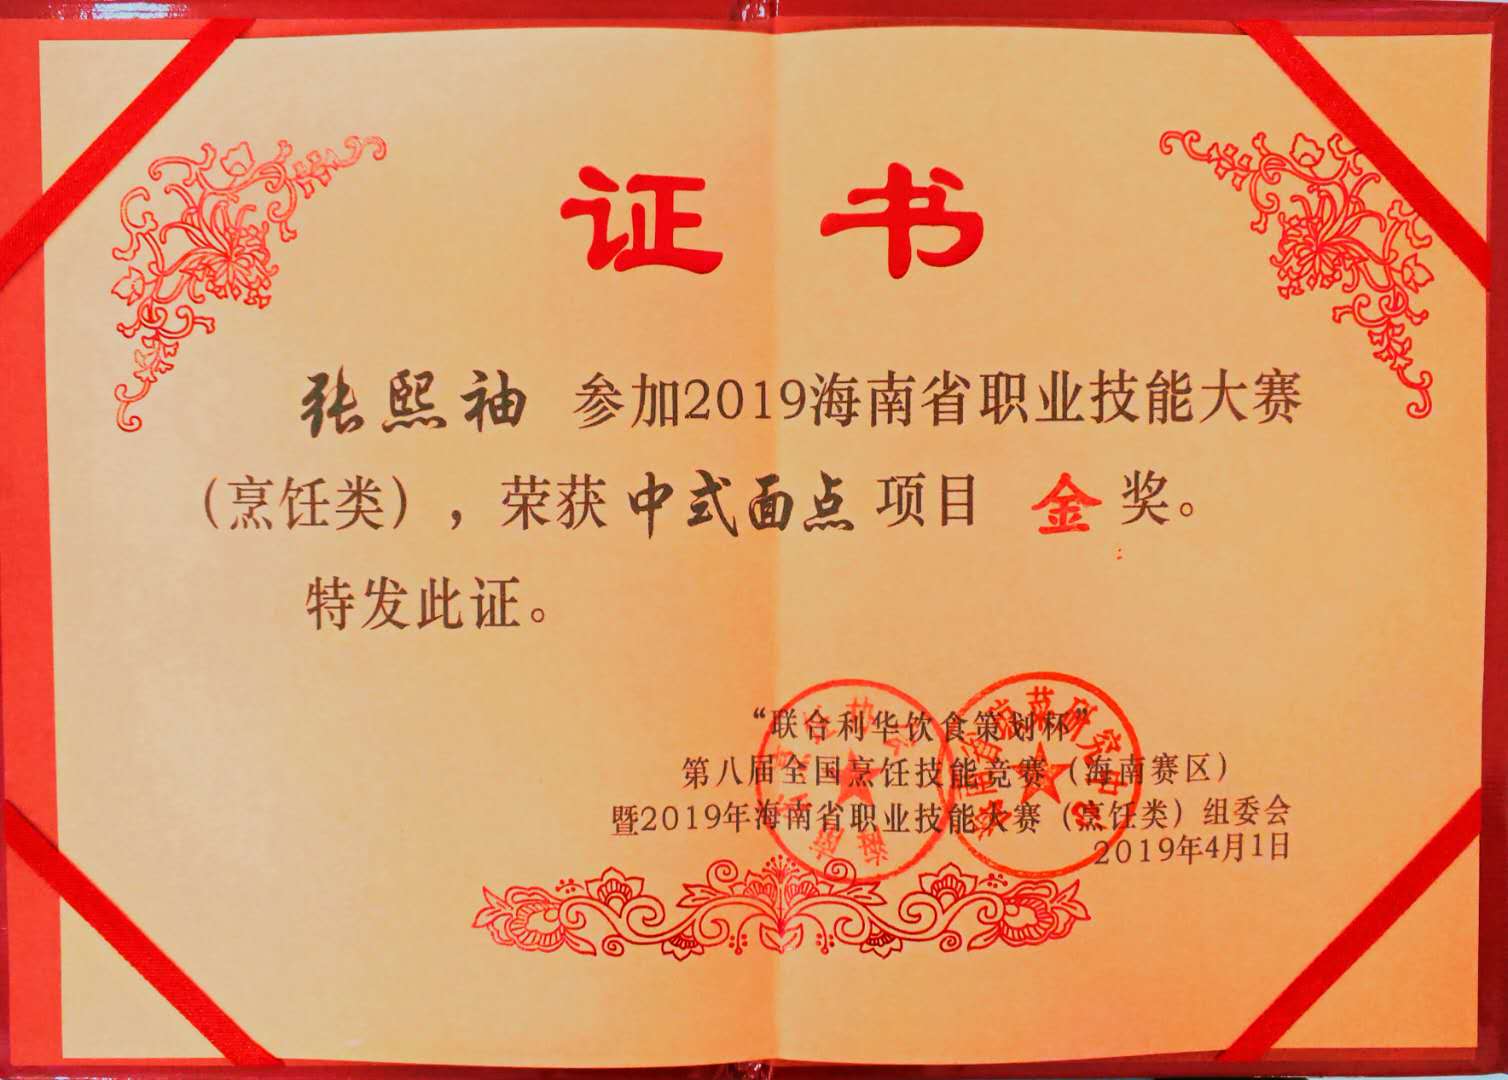 证书
张熙袖 参加2019海南省职业技能大赛
（烹饪类），荣获 中式面点 项目 金 奖。
特发此证。
“联合利华饮食策划杯”
第八届全国烹饪技能竞赛（海南赛区）
暨2019年海南省职业技能大赛（烹饪类）组委会
2019年4月1日